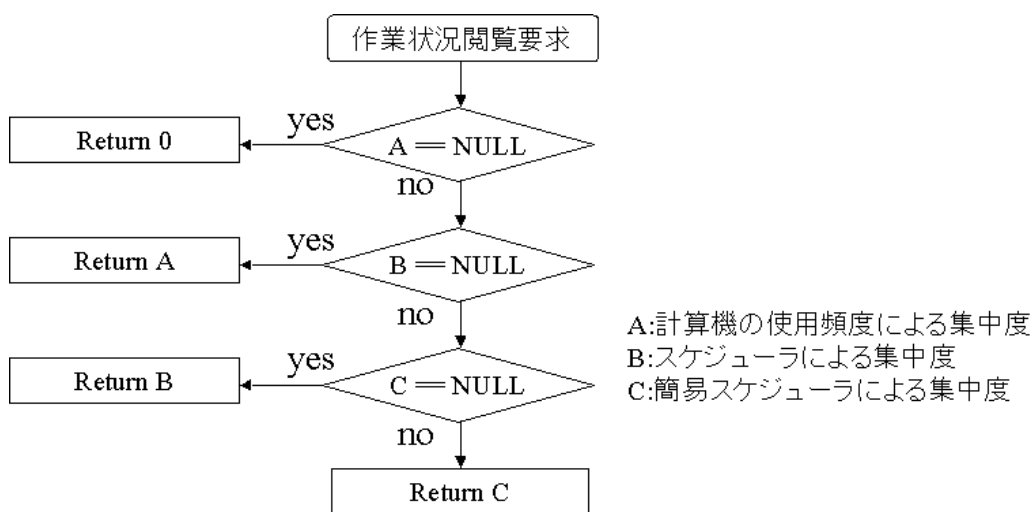 作業状況閲覧要求
yes
Return 0
A == NULL
no
yes
Return A
B == NULL
no
yes
Return B
C == NULL
no
Return C
A:計算機の使用頻度による集中度
B:スケジューラによる集中度
C:簡易スケジューラによる集中度